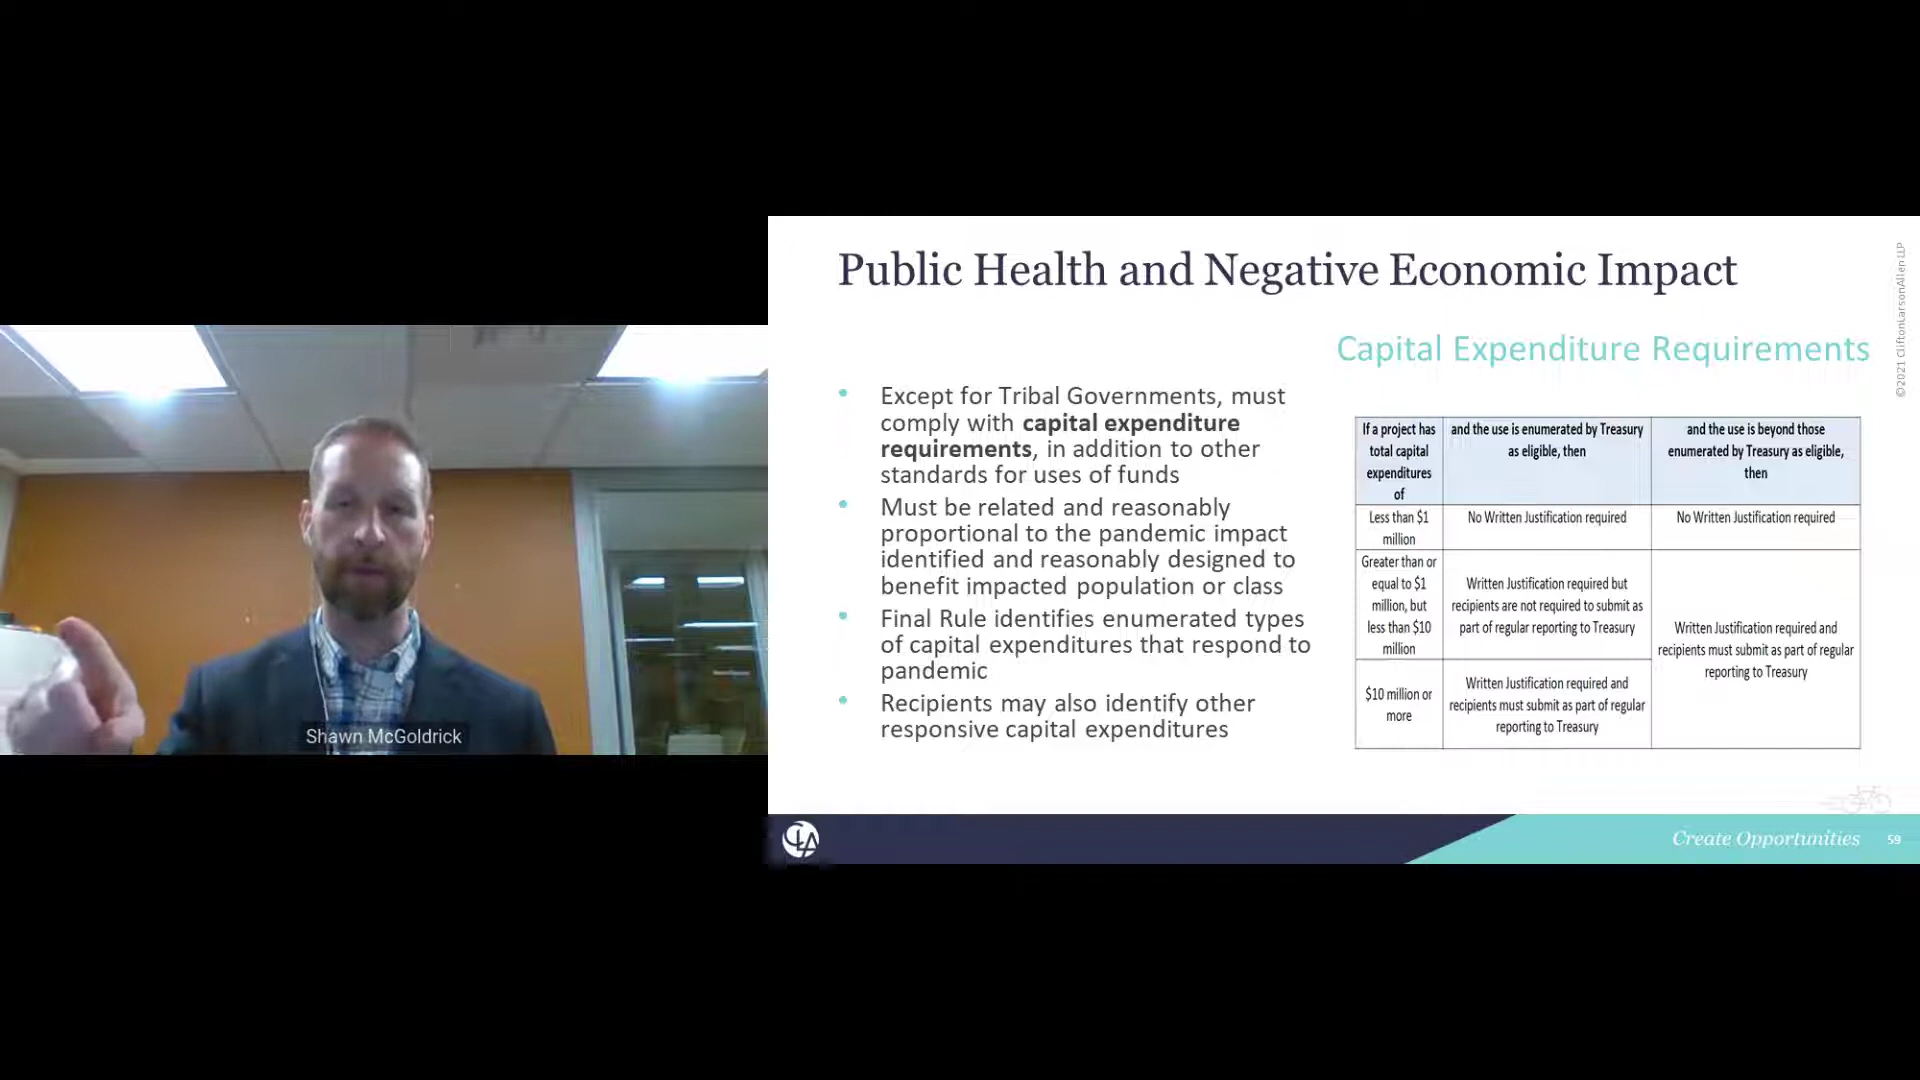 Public Health and Negative Economic Impact
©2021 CliftonLarsonAllen LLP
Capital Expenditure Requirements
• Except for Tribal Governments, must
comply with capital expenditure
requirements, in addition to other
standards for uses of funds
• Must be related and reasonably
proportional to the pandemic impact
identified and reasonably designed to
benefit impacted population or class
• Final Rule identifies enumerated types
of capital expenditures that respond to
pandemic
• Recipients may also identify other
responsive capital expenditures
If a project has
total capital
expenditures
of
and the use is enumerated by Treasury
as eligible, then
and the use is beyond those
enumerated by Treasury as eligible,
then
Less than $1
million
No Written Justification required
No Written Justification required
Greater than or
equal to $1
million, but
less than $10
million
Written Justification required but
recipients are not required to submit as
part of regular reporting to Treasury
Written Justification required and
recipients must submit as part of regular
reporting to Treasury
$10 million or
more
Written Justification required and
recipients must submit as part of regular
reporting to Treasury
Shawn McGoldrick
CLA
Create Opportunities
59